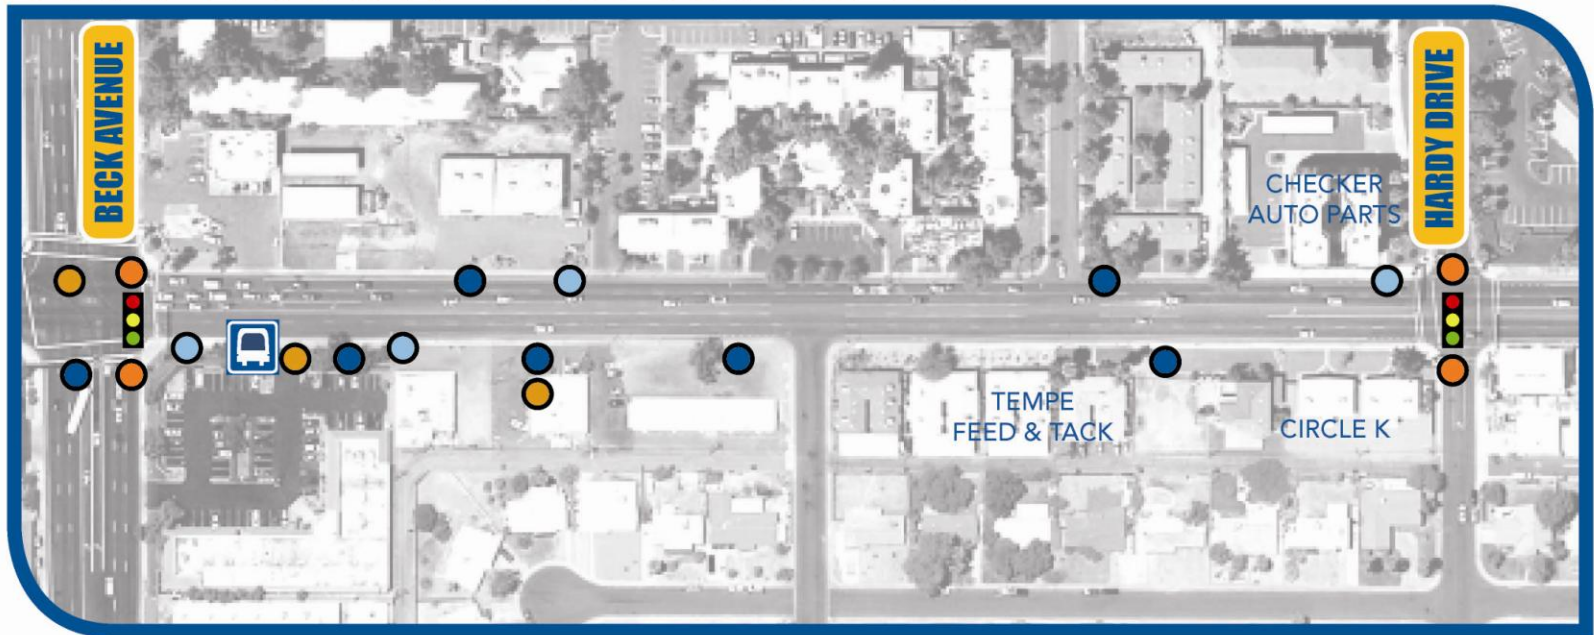 BECK AVENUE
HARDY DRIVE
CHECKER
AUTO PARTS
TEMPE
FEED & TACK
CIRCLE K